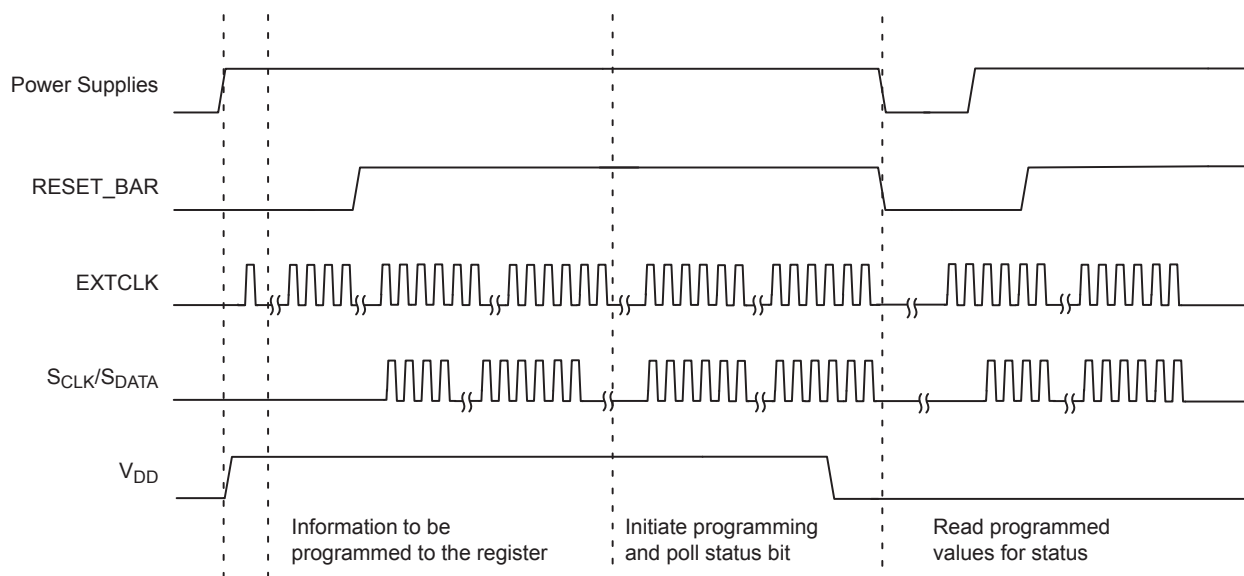 Power Supplies
RESET_BAR
EXTCLK
SCLK/SDATA
VDD
Information to be
programmed to the register
Initiate programming
and poll status bit
Read programmed
values for status